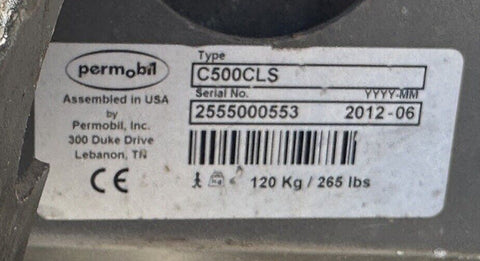 permobil
Assembled in USA
by
Permobil, Inc.
300 Duke Drive
Lebanon, TN
CE
Type
C500CLS
Serial No. YYYY-MM
2555000553 2012-06
kg
120 Kg / 265 lbs